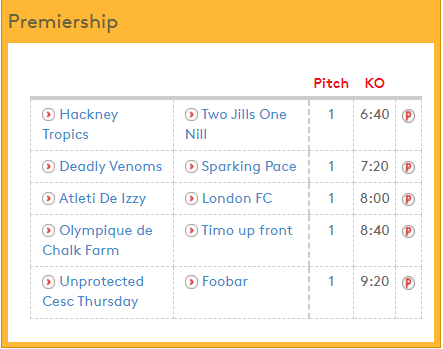 Premiership
Pitch KO
Hackney Two Jills One 1 6:40 P
Tropics Nill
Deadly Venoms Sparking Pace 1 7:20 P
Atleti De Izzy London FC 1 8:00 P
Olympique de Timo up front 1 8:40 P
Chalk Farm
Unprotected Foobar 1 9:20 P
Cesc Thursday